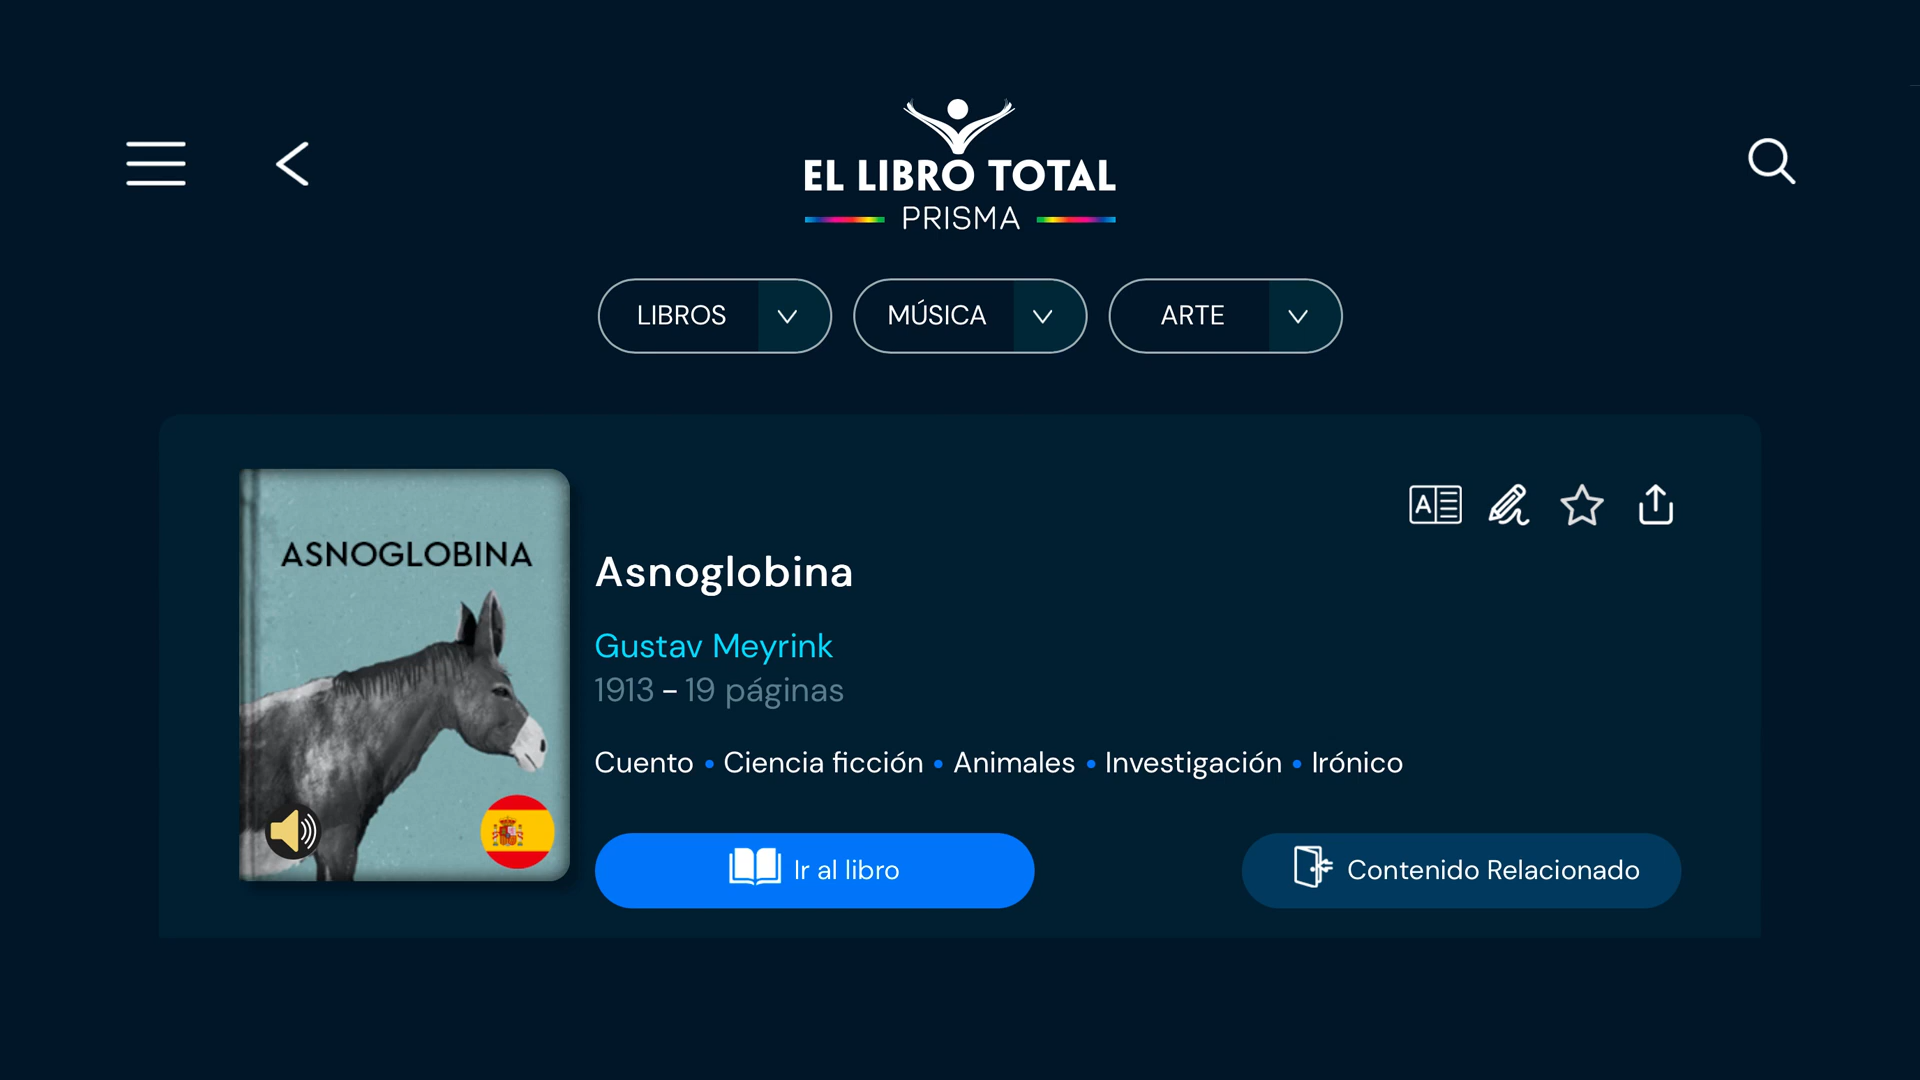 EL LIBRO TOTAL
PRISMA
LIBROS
MÚSICA
ARTE
ASNOGLOBINA
A
Asnoglobina
Gustav Meyrink
1913 - 19 páginas
Cuento • Ciencia ficción • Animales • Investigación • Irónico
Ir al libro
Contenido Relacionado